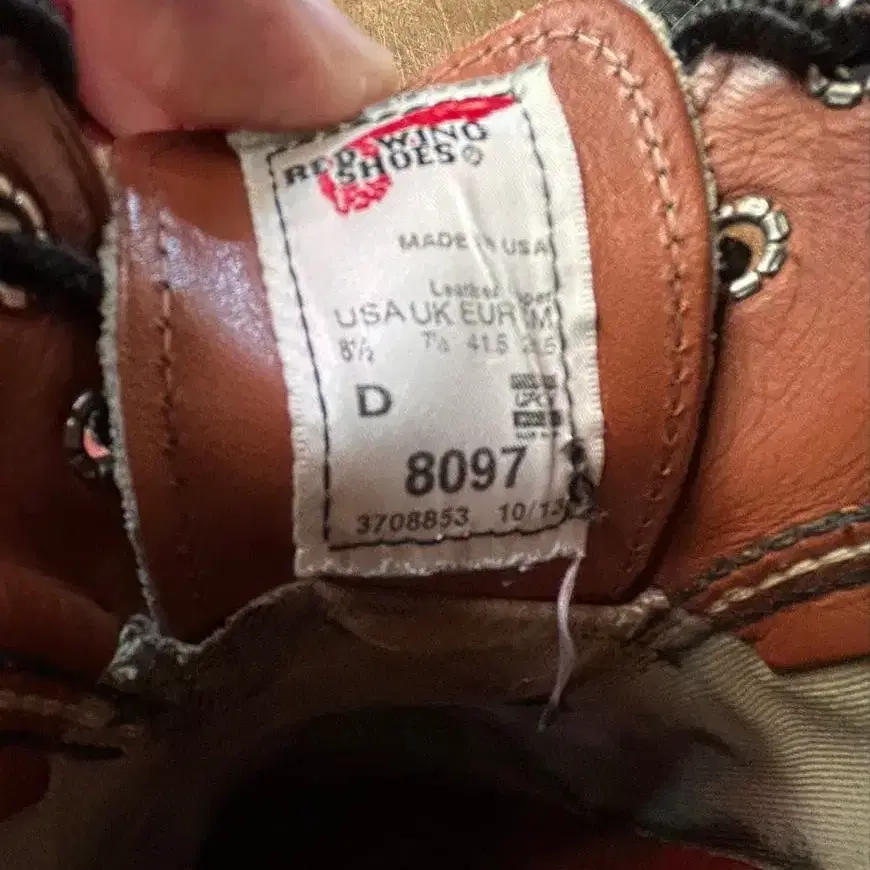 RED WING
SHOES®
MADE IN USA
Leather Upper
USA UK EUR CM
8½ 7½ 41.5 26.5
D
8097
3708853 10/13